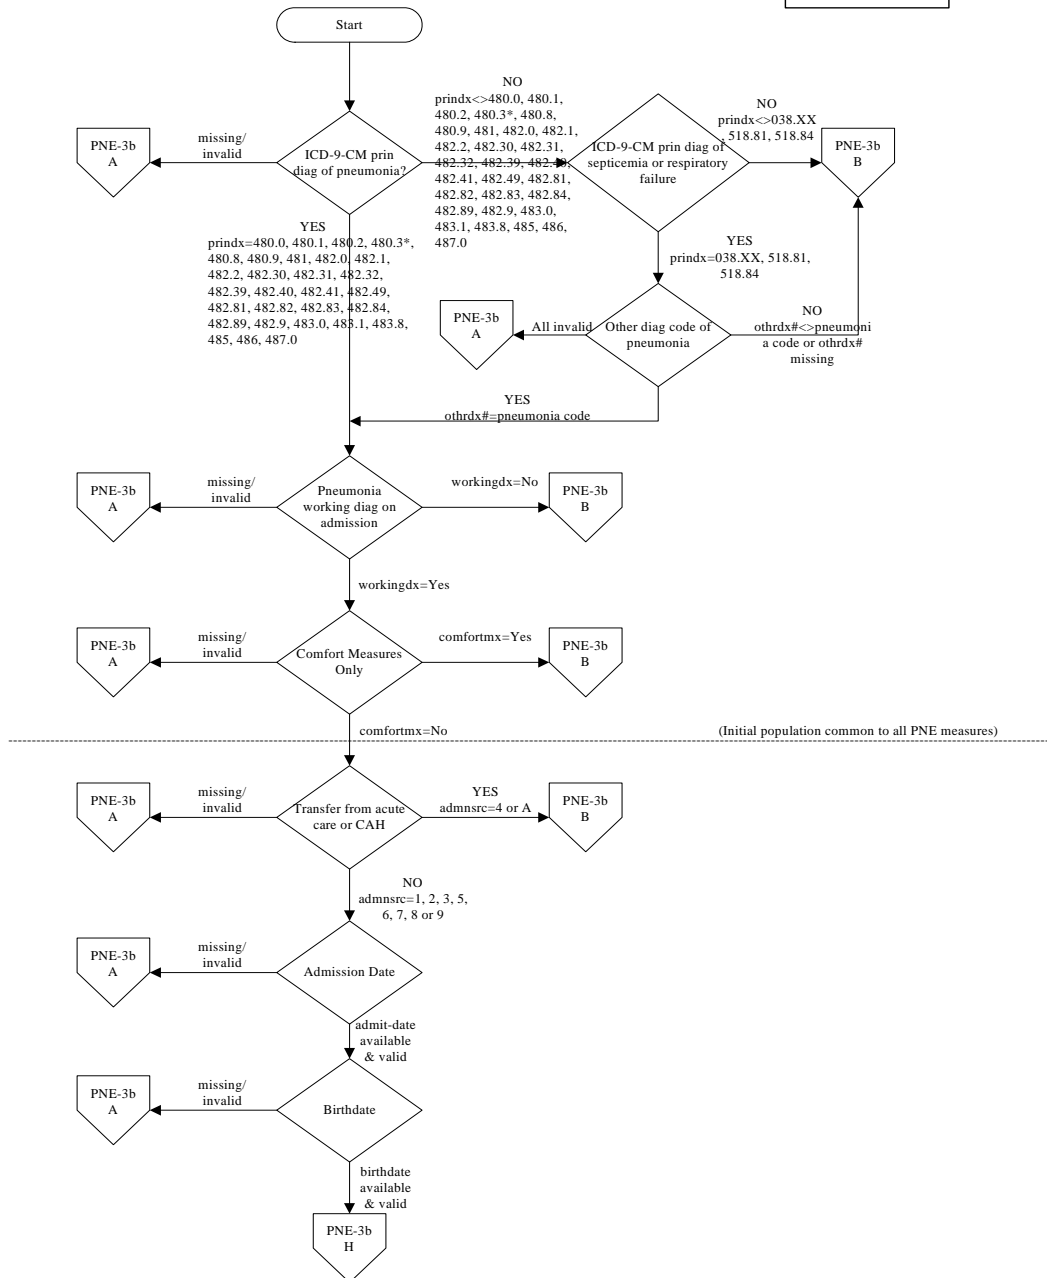 Start
NO
prindx<>480.0, 480.1,
480.2, 480.3*, 480.8,
480.9, 481, 482.0, 482.1,
482.2, 482.30, 482.31,
482.32, 482.39, 482.40,
482.41, 482.49, 482.81,
482.82, 482.83, 482.84,
482.89, 482.9, 483.0,
483.1, 483.8, 485, 486,
487.0
NO
prindx<>038.XX
, 518.81, 518.84
missing/
invalid
PNE-3b
A
ICD-9-CM prin
diag of pneumonia?
ICD-9-CM prin diag of
septicemia or respiratory
failure
PNE-3b
B
YES
prindx=480.0, 480.1, 480.2, 480.3*,
480.8, 480.9, 481, 482.0, 482.1,
482.2, 482.30, 482.31, 482.32,
482.39, 482.40, 482.41, 482.49,
482.81, 482.82, 482.83, 482.84,
482.89, 482.9, 483.0, 483.1, 483.8,
485, 486, 487.0
YES
prindx=038.XX, 518.81,
518.84
PNE-3b
A
All invalid
Other diag code of
pneumonia
NO
othrdx#<>pneumoni
a code or othrdx#
missing
YES
othrdx#=pneumonia code
PNE-3b
A
missing/
invalid
Pneumonia
working diag on
admission
workingdx=No
PNE-3b
B
workingdx=Yes
PNE-3b
A
missing/
invalid
Comfort Measures
Only
comfortmx=Yes
PNE-3b
B
comfortmx=No
(Initial population common to all PNE measures)
PNE-3b
A
missing/
invalid
Transfer from acute
care or CAH
YES
admnsrc=4 or A
PNE-3b
B
NO
admnsrc=1, 2, 3, 5,
6, 7, 8 or 9
PNE-3b
A
missing/
invalid
Admission Date
admit-date
available
& valid
PNE-3b
A
missing/
invalid
Birthdate
birthdate
available
& valid
PNE-3b
H